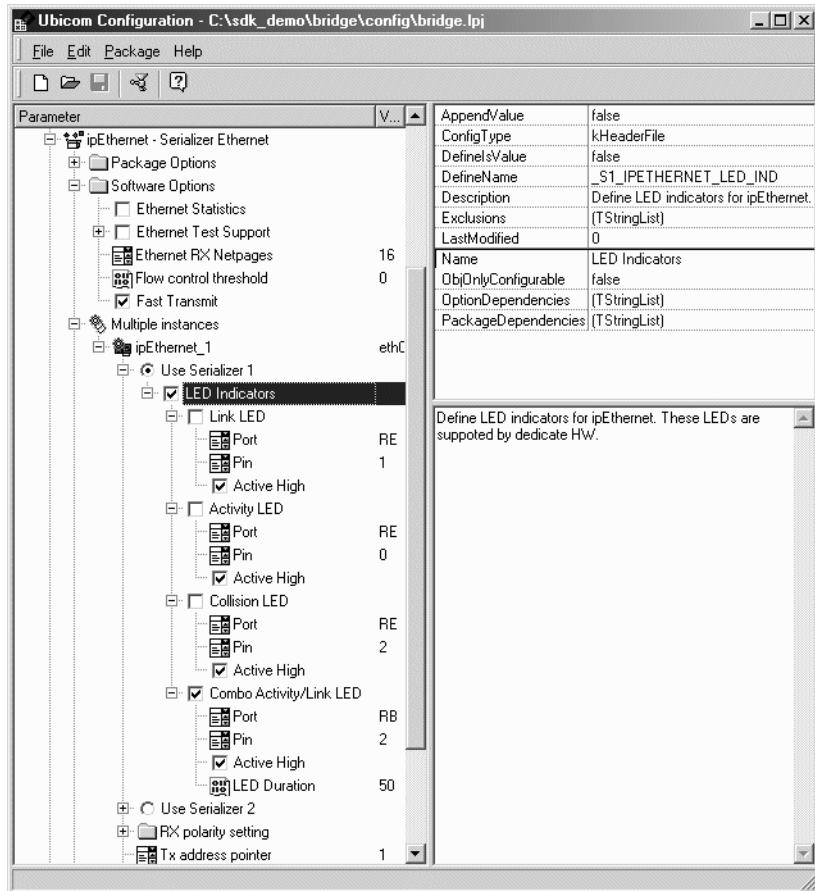 Ubicom Configuration - C:\sdk_demo\bridge\config\bridge.lpj
File Edit Package Help
Parameter V...
ipEthernet - Serializer Ethernet
Package Options
Software Options
Ethernet Statistics
Ethernet Test Support
Ethernet RX Netpages 16
Flow control threshold 0
Fast Transmit
Multiple instances
ipEthernet_1 eth0
Use Serializer 1
LED Indicators
Link LED
Port RE
Pin 1
Active High
Activity LED
Port RE
Pin 0
Active High
Collision LED
Port RE
Pin 2
Active High
Combo Activity/Link LED
Port RB
Pin 2
Active High
LED Duration 50
Use Serializer 2
RX polarity setting
Tx address pointer 1
AppendValue false
ConfigType kHeaderFile
DefineIsValue false
DefineName _S1_IPETHERNET_LED_IND
Description Define LED indicators for ipEthernet.
Exclusions (TStringList)
LastModified 0
Name LED Indicators
ObjOnlyConfigurable false
OptionDependencies (TStringList)
PackageDependencies (TStringList)
Define LED indicators for ipEthernet. These LEDs are
suppoted by dedicate HW.